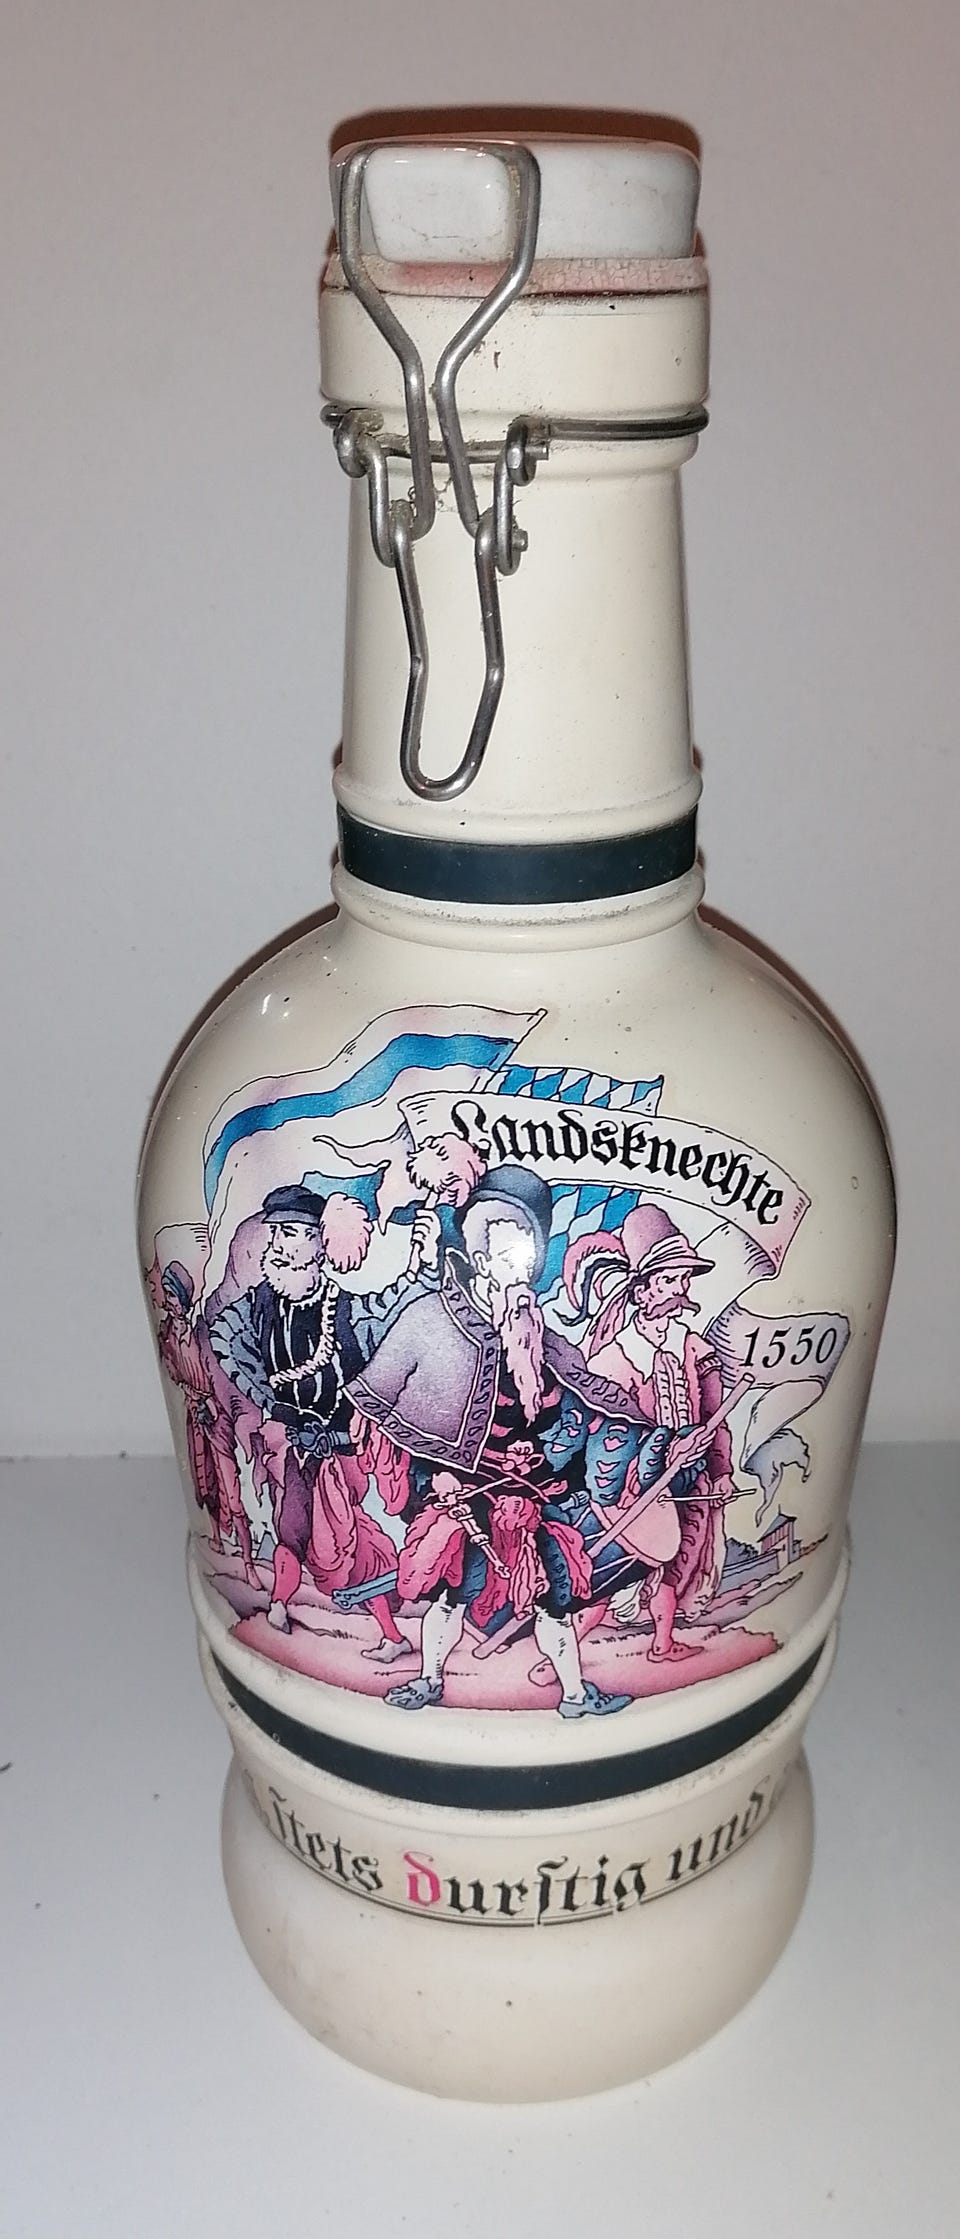 Landsknechte
1550
ſtets durſtig und